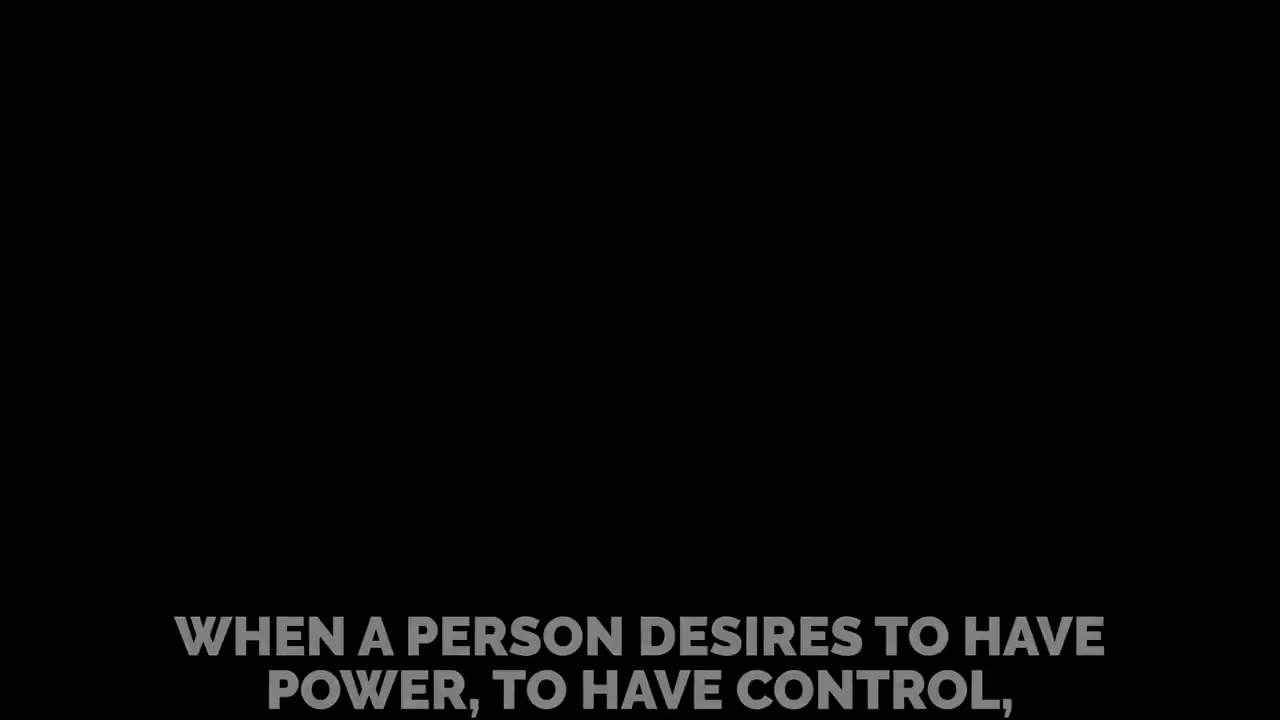 WHEN A PERSON DESIRES TO HAVE
POWER, TO HAVE CONTROL,